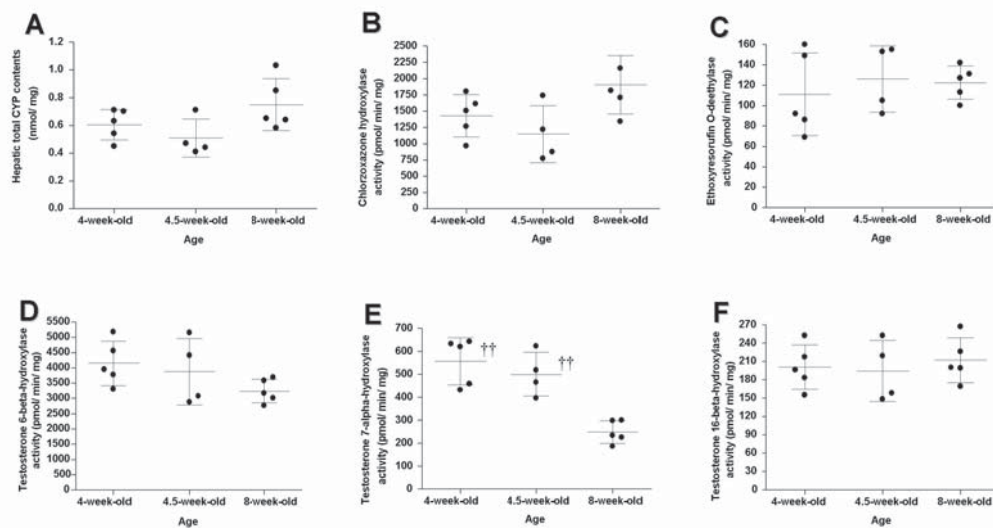 A
Hepatic total CYP contents
(nmol/ mg)
1.2
1.0
0.8
0.6
0.4
0.2
0.0
4-week-old 4.5-week-old 8-week-old
Age
B
Chlorzoxazone hydroxylase
activity (pmol/ min/ mg)
2500
2250
2000
1750
1500
1250
1000
750
500
250
0
4-week-old 4.5-week-old 8-week-old
Age
C
Ethoxyresorufin O-deethylase
activity (pmol/ min/ mg)
160
140
120
100
80
60
40
20
0
4-week-old 4.5-week-old 8-week-old
Age
D
Testosterone 6-beta-hydroxylase
activity (pmol/ min/ mg)
5500
5000
4500
4000
3500
3000
2500
2000
1500
1000
500
0
4-week-old 4.5-week-old 8-week-old
Age
E
Testosterone 7-alpha-hydroxylase
activity (pmol/ min/ mg)
700
600
500
400
300
200
100
0
†† ††
4-week-old 4.5-week-old 8-week-old
Age
F
Testosterone 16-beta-hydroxylase
activity (pmol/ min/ mg)
270
240
210
180
150
120
90
60
30
0
4-week-old 4.5-week-old 8-week-old
Age